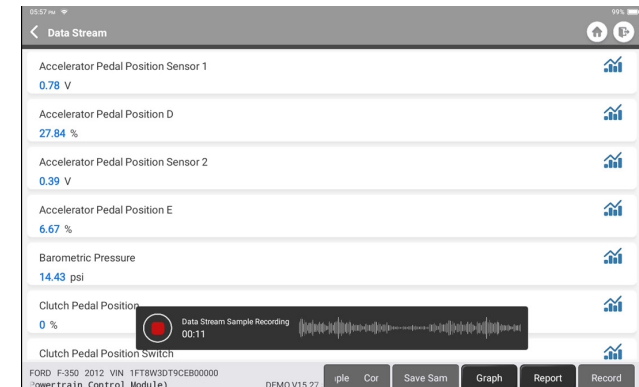 05:57 PM 99%
Data Stream
Accelerator Pedal Position Sensor 1
0.78 V
Accelerator Pedal Position D
27.84 %
Accelerator Pedal Position Sensor 2
0.39 V
Accelerator Pedal Position E
6.67 %
Barometric Pressure
14.43 psi
Clutch Pedal Position
0 %
Data Stream Sample Recording
00:11
Clutch Pedal Position Switch
FORD F-350 2012 VIN 1FT8W3DT9CEB00000
Powertrain Control Module) DEMO V15.27
ple Cor Save Sam Graph Report Record